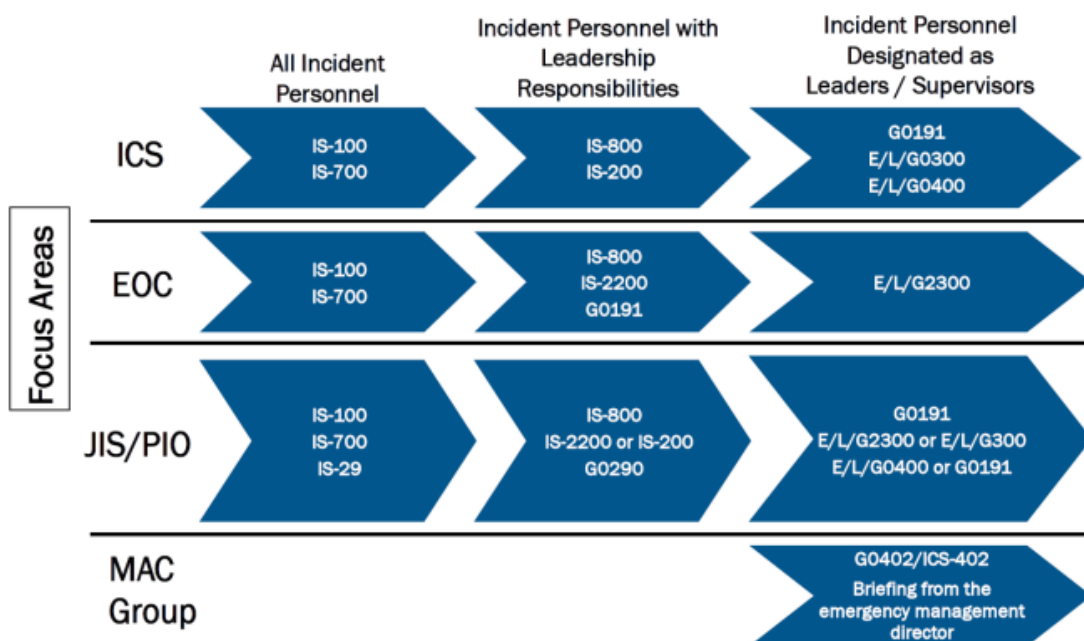 All Incident
Personnel
Incident Personnel with
Leadership
Responsibilities
Incident Personnel
Designated as
Leaders / Supervisors
Focus Areas
ICS
IS-100
IS-700
IS-800
IS-200
G0191
E/L/G0300
E/L/G0400
EOC
IS-100
IS-700
IS-800
IS-2200
G0191
E/L/G2300
JIS/PIO
IS-100
IS-700
IS-29
IS-800
IS-2200 or IS-200
G0290
G0191
E/L/G2300 or E/L/G300
E/L/G0400 or G0191
MAC
Group
G0402/ICS-402
Briefing from the
emergency management
director